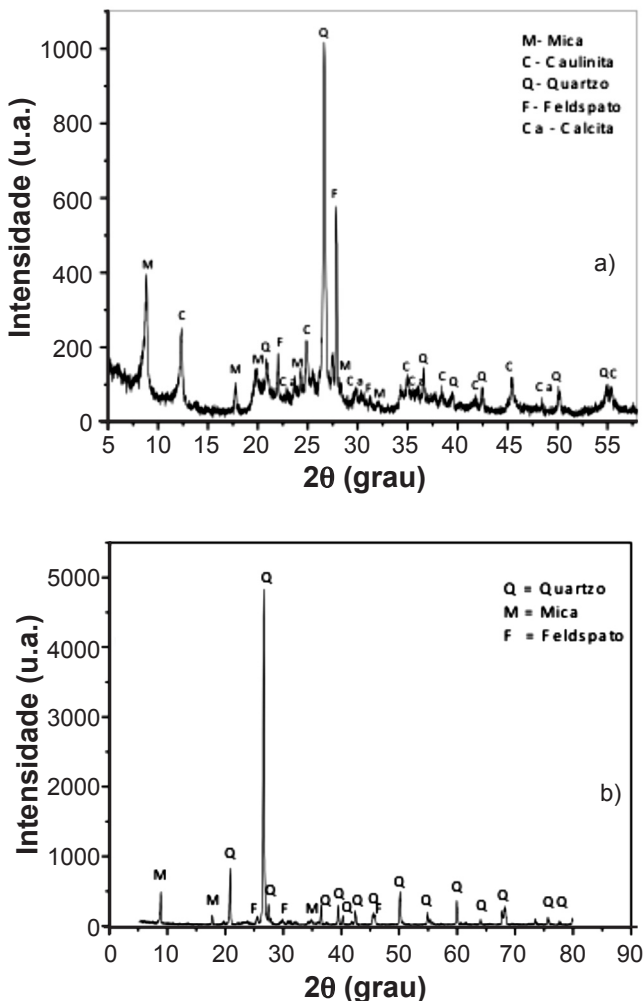 Intensidade (u.a.)
1000
800
600
400
200
0
M- Mica
C - Caulinita
Q - Quartzo
F - Feldspato
Ca - Calcita
a)
M
C
M
M
Q
F
Ca
M
C
Q
F
M
Ca
F
M
C
Ca
Q
C
Q
C
Q
C
Ca
Q
Q
C
5 10 15 20 25 30 35 40 45 50 55
2θ (grau)
Intensidade (u.a.)
5000
4000
3000
2000
1000
0
Q = Quartzo
M = Mica
F = Feldspato
b)
M
M
Q
F
Q
Q
F
M
Q
Q
Q
Q
Q
F
Q
Q
Q
Q
Q
Q
Q
0 10 20 30 40 50 60 70 80 90
2θ (grau)